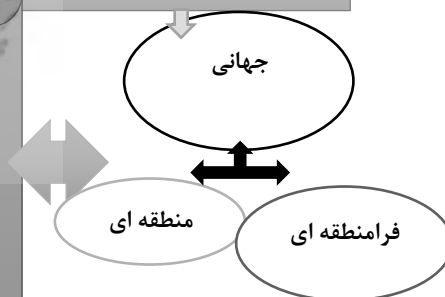 جهانی
فرامنطقه ای
منطقه ای